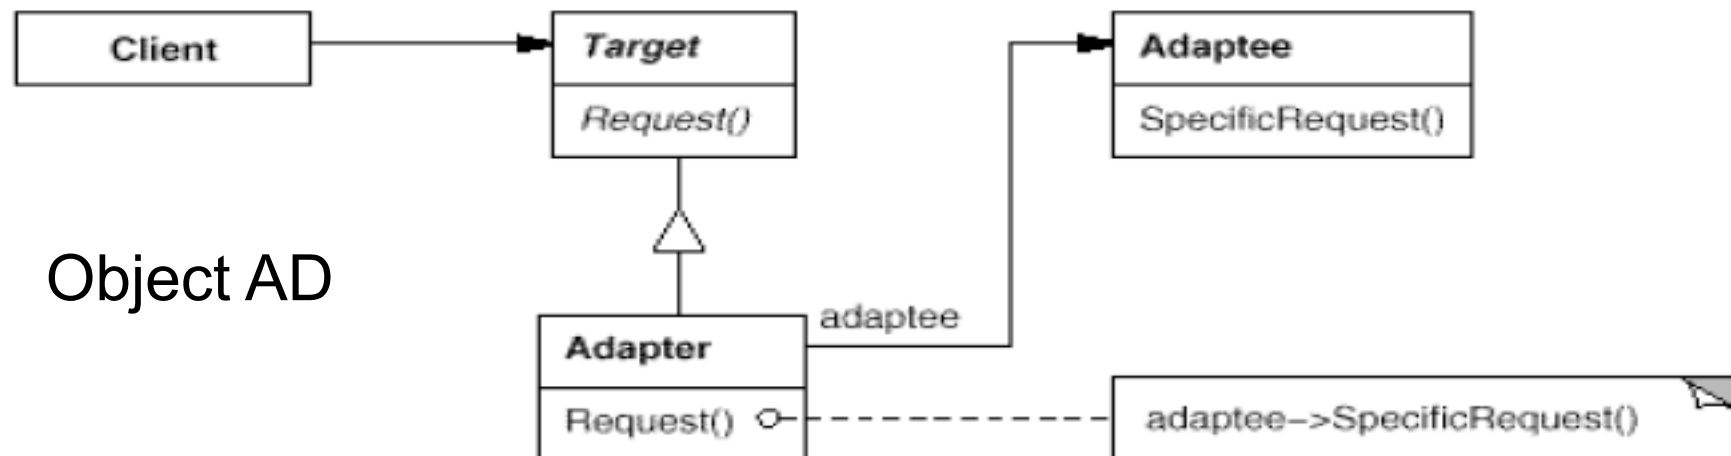 Client
Target
Request()
Adaptee
SpecificRequest()
Object AD
adaptee
Adapter
Request()
adaptee–>SpecificRequest()